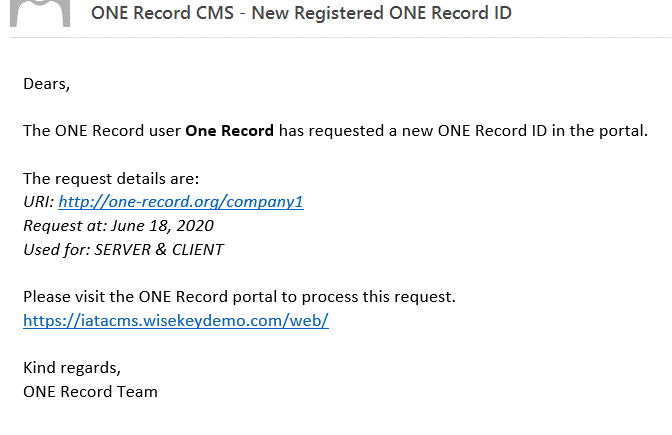 ONE Record CMS - New Registered ONE Record ID
Dears,
The ONE Record user One Record has requested a new ONE Record ID in the portal.
The request details are:
URI: http://one-record.org/company1
Request at: June 18, 2020
Used for: SERVER & CLIENT
Please visit the ONE Record portal to process this request.
https://iatacms.wisekeydemo.com/web/
Kind regards,
ONE Record Team